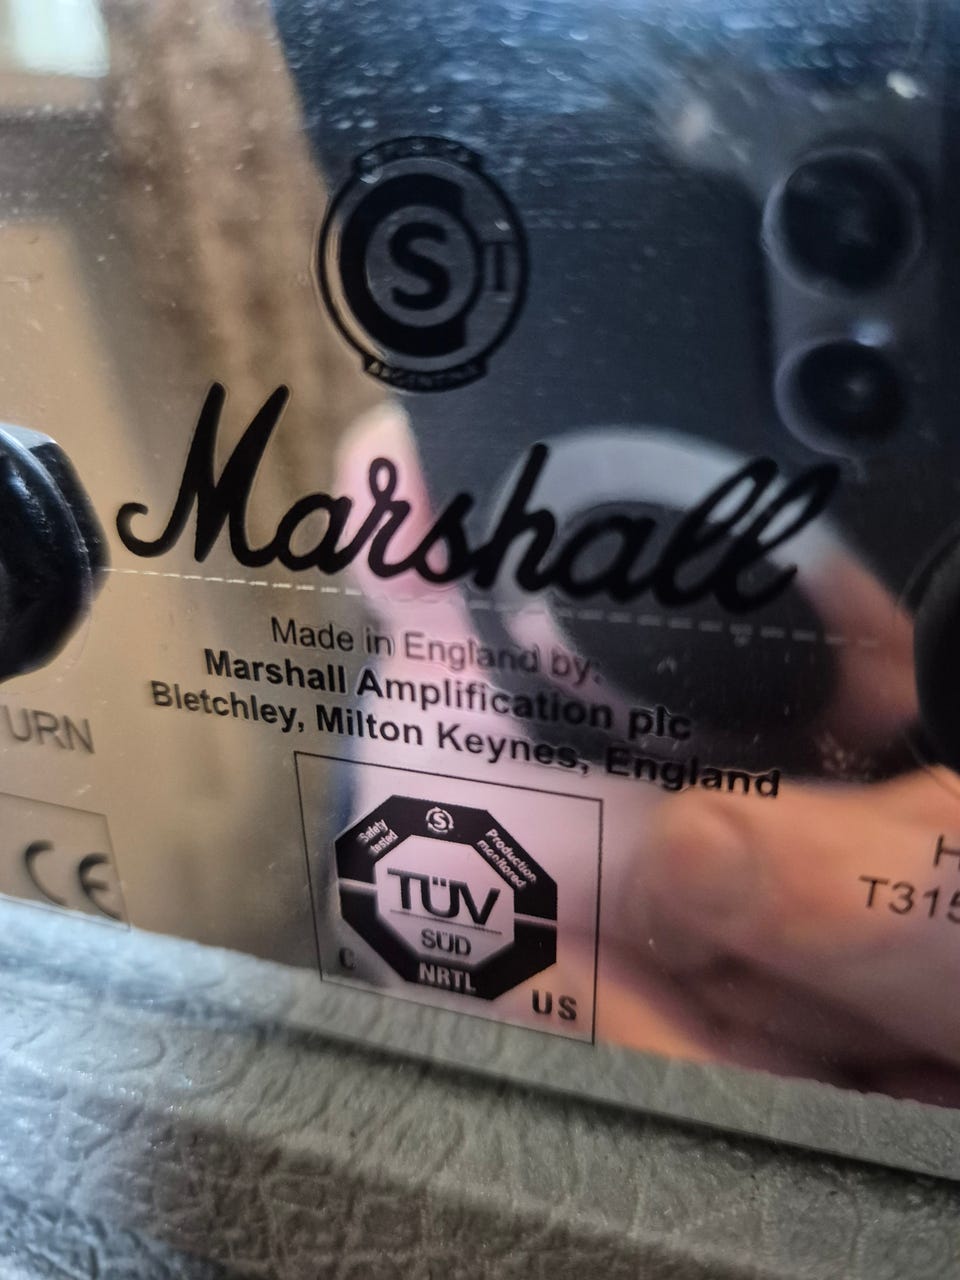 S
ARGENTINA
Marshall
Made in England by:
Marshall Amplification plc
Bletchley, Milton Keynes, England
URN
CE
Safety tested
S
Production monitored
TÜV
SÜD
NRTL
C
US
H
T315